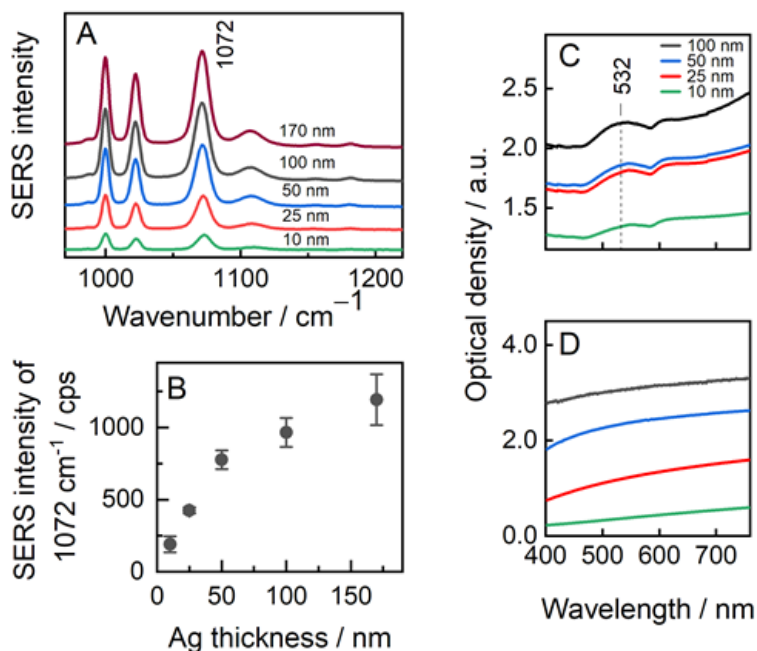 A
1072
SERS intensity
170 nm
100 nm
50 nm
25 nm
10 nm
1000
1100
1200
Wavenumber / cm⁻¹
B
SERS intensity of
1072 cm⁻¹ / cps
1000
500
0
0
50
100
150
Ag thickness / nm
C
532
100 nm
50 nm
25 nm
10 nm
2.5
2.0
1.5
Optical density / a.u.
D
4.0
2.0
0.0
400
500
600
700
Wavelength / nm